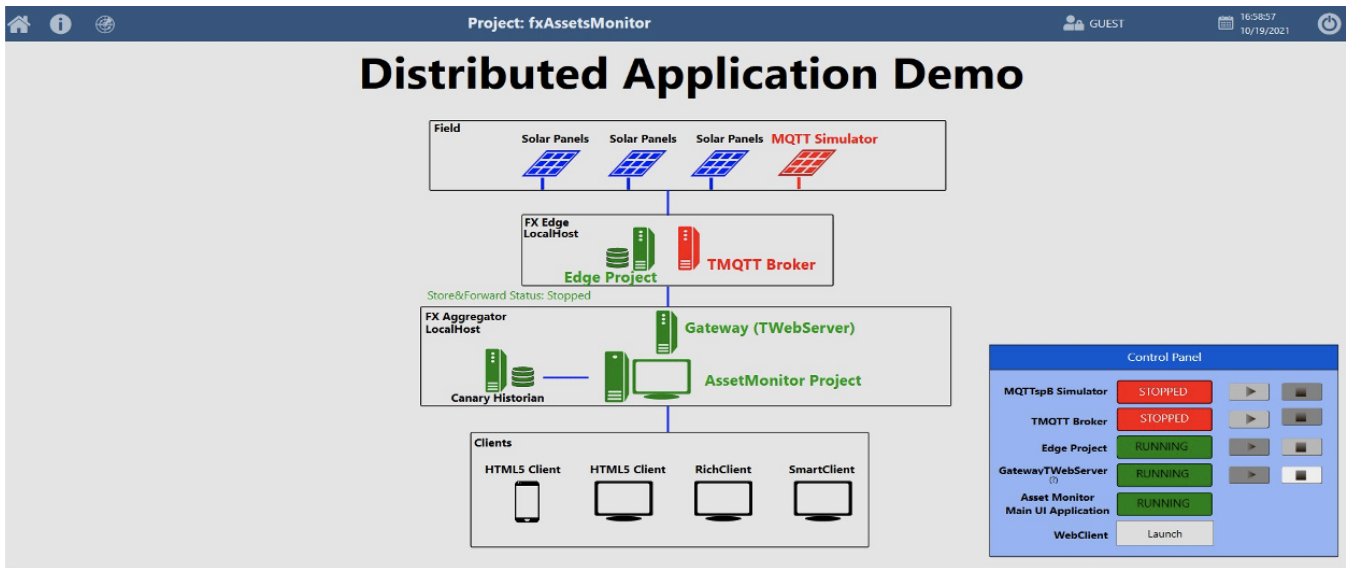 Project: fxAssetsMonitor
GUEST
16:58:57
10/19/2021
Distributed Application Demo
Field
Solar Panels
Solar Panels
Solar Panels
MQTT Simulator
FX Edge
LocalHost
Edge Project
TMQTT Broker
Store&Forward Status: Stopped
FX Aggregator
LocalHost
Gateway (TWebServer)
Canary Historian
AssetMonitor Project
Clients
HTML5 Client
HTML5 Client
RichClient
SmartClient
Control Panel
MQTTspB Simulator
STOPPED
TMQTT Broker
STOPPED
Edge Project
RUNNING
GatewayTWebServer
(?)
RUNNING
Asset Monitor
Main UI Application
RUNNING
WebClient
Launch